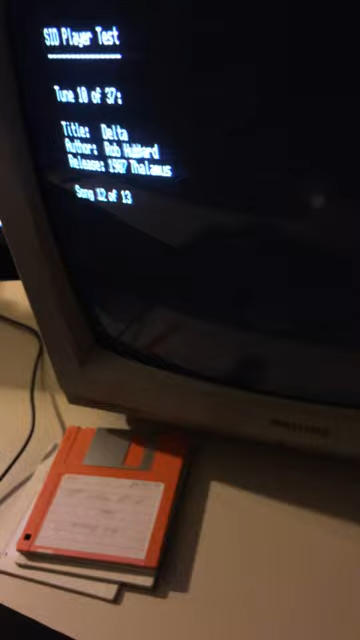 SID Player Test
Tune 10 of 37:
Title: Delta
Author: Rob Hubbard
Release: 1987 Thalamus
Song 12 of 13
PHILIPS